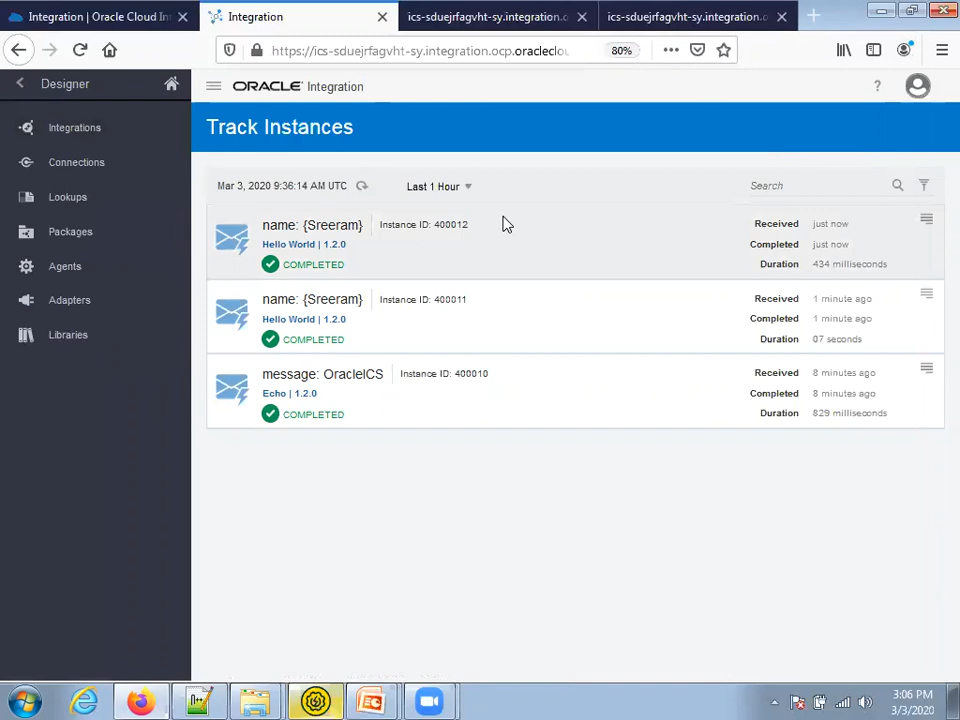 Integration | Oracle Cloud In
Integration
ics-sduejrfagvht-sy.integration.o
ics-sduejrfagvht-sy.integration.o
https://ics-sduejrfagvht-sy.integration.ocp.oracleclo
80%
Designer
ORACLE Integration
?
Integrations
Connections
Lookups
Packages
Agents
Adapters
Libraries
Track Instances
Mar 3, 2020 9:36:14 AM UTC
Last 1 Hour
Search
name: {Sreeram}
Instance ID: 400012
Hello World | 1.2.0
COMPLETED
Received just now
Completed just now
Duration 434 milliseconds
name: {Sreeram}
Instance ID: 400011
Hello World | 1.2.0
COMPLETED
Received 1 minute ago
Completed 1 minute ago
Duration 07 seconds
message: OracleICS
Instance ID: 400010
Echo | 1.2.0
COMPLETED
Received 8 minutes ago
Completed 8 minutes ago
Duration 829 milliseconds
3:06 PM
3/3/2020